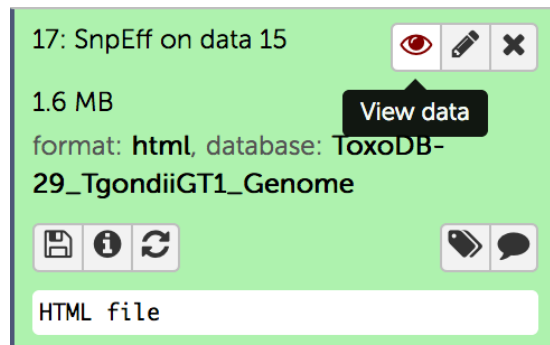 17: SnpEff on data 15
1.6 MB
View data
format: html, database: ToxoDB-
29_TgondiiGT1_Genome
HTML file